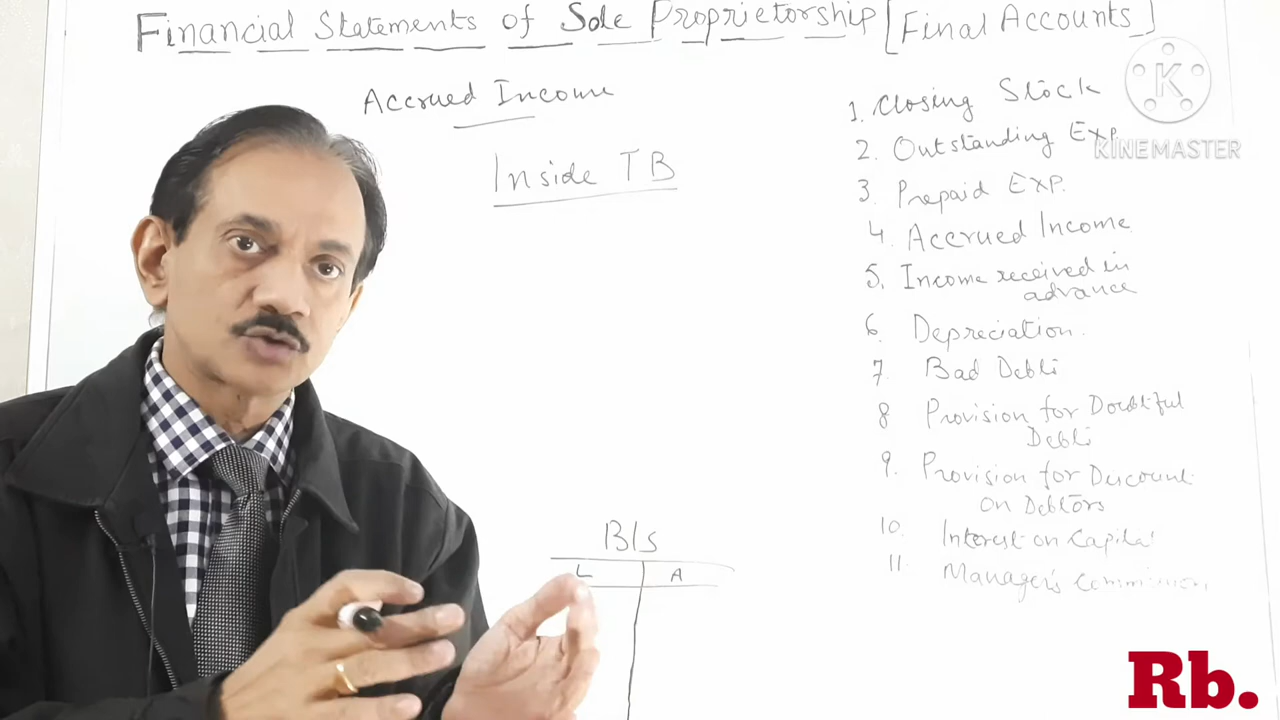 Financial Statements of Sole Proprietorship [Final Accounts]
Accrued Income
Inside TB
1. Closing Stock
2. Outstanding Exp.
3. Prepaid Exp.
4. Accrued Income
5. Income received in
advance
6. Depreciation.
7. Bad Debts
8 Provision for Doubtful
Debts
9. Provision for Discount
on Debtors
10. Interest on Capital
11 Manager's Commission
B/s
L A
K
KINEMASTER
Rb.